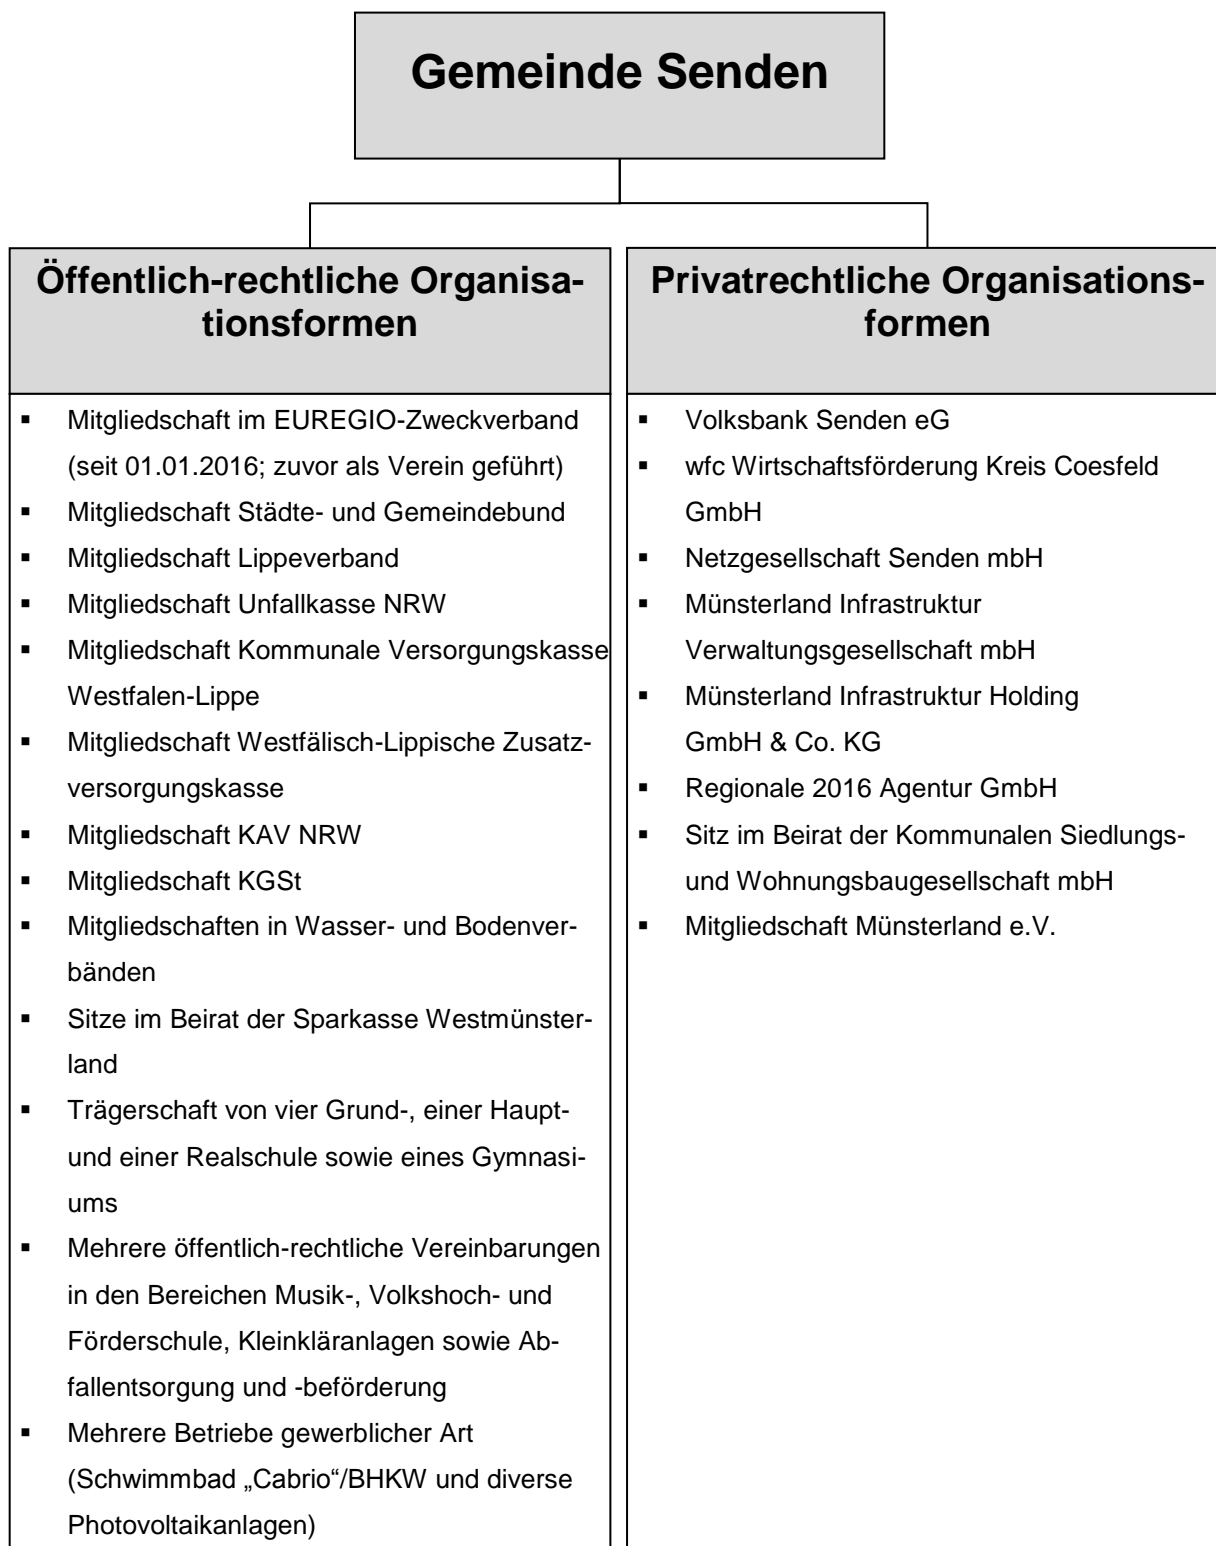 Gemeinde Senden
Öffentlich-rechtliche Organisa-
tionsformen
▪ Mitgliedschaft im EUREGIO-Zweckverband
(seit 01.01.2016; zuvor als Verein geführt)
▪ Mitgliedschaft Städte- und Gemeindebund
▪ Mitgliedschaft Lippeverband
▪ Mitgliedschaft Unfallkasse NRW
▪ Mitgliedschaft Kommunale Versorgungskasse
Westfalen-Lippe
▪ Mitgliedschaft Westfälisch-Lippische Zusatz-
versorgungskasse
▪ Mitgliedschaft KAV NRW
▪ Mitgliedschaft KGSt
▪ Mitgliedschaften in Wasser- und Bodenver-
bänden
▪ Sitze im Beirat der Sparkasse Westmünster-
land
▪ Trägerschaft von vier Grund-, einer Haupt-
und einer Realschule sowie eines Gymnasi-
ums
▪ Mehrere öffentlich-rechtliche Vereinbarungen
in den Bereichen Musik-, Volkshoch- und
Förderschule, Kleinkläranlagen sowie Ab-
fallentsorgung und -beförderung
▪ Mehrere Betriebe gewerblicher Art
(Schwimmbad „Cabrio“/BHKW und diverse
Photovoltaikanlagen)
Privatrechtliche Organisations-
formen
▪ Volksbank Senden eG
▪ wfc Wirtschaftsförderung Kreis Coesfeld
GmbH
▪ Netzgesellschaft Senden mbH
▪ Münsterland Infrastruktur
Verwaltungsgesellschaft mbH
▪ Münsterland Infrastruktur Holding
GmbH & Co. KG
▪ Regionale 2016 Agentur GmbH
▪ Sitz im Beirat der Kommunalen Siedlungs-
und Wohnungsbaugesellschaft mbH
▪ Mitgliedschaft Münsterland e.V.